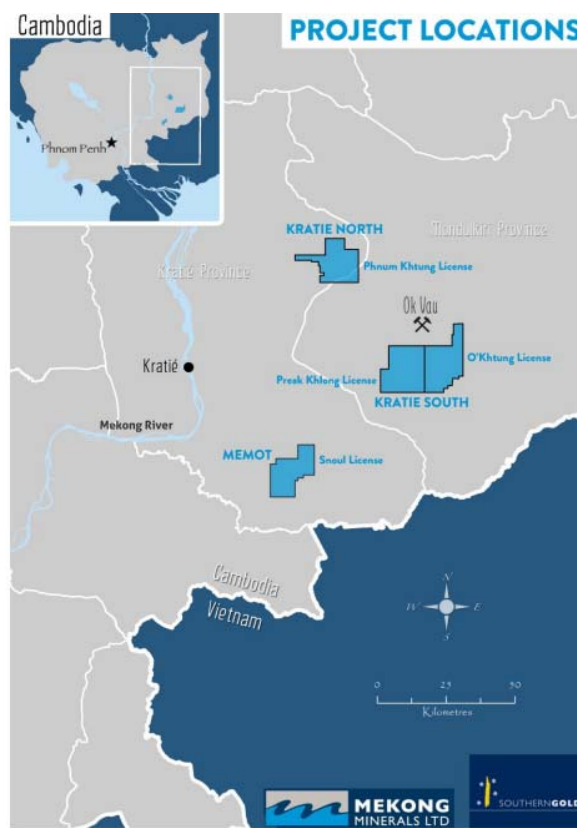 Cambodia
PROJECT LOCATIONS
Phnom Penh
KRATIE NORTH
Mondulkiri Province
Kratié Province
Phnum Khtung License
Ok Vau
O'Khtung License
Kratié
Preak Khlong License
KRATIE SOUTH
Mekong River
MEMOT
Snoul License
Cambodia
Vietnam
N
W E
S
0 25 50
Kilometres
MEKONG
MINERALS LTD
SOUTHERNGOLD